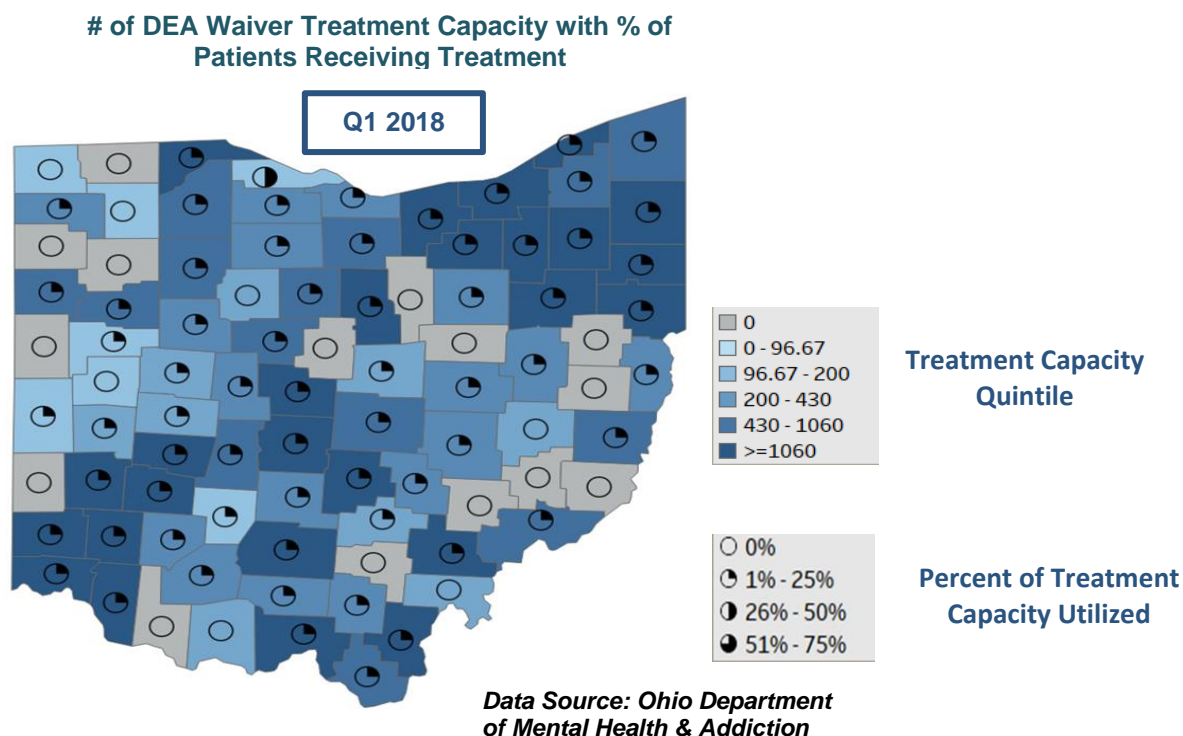 # of DEA Waiver Treatment Capacity with % of
Patients Receiving Treatment
Q1 2018
0
0 - 96.67
96.67 - 200
200 - 430
430 - 1060
>=1060
Treatment Capacity
Quintile
0%
1% - 25%
26% - 50%
51% - 75%
Percent of Treatment
Capacity Utilized
Data Source: Ohio Department
of Mental Health & Addiction